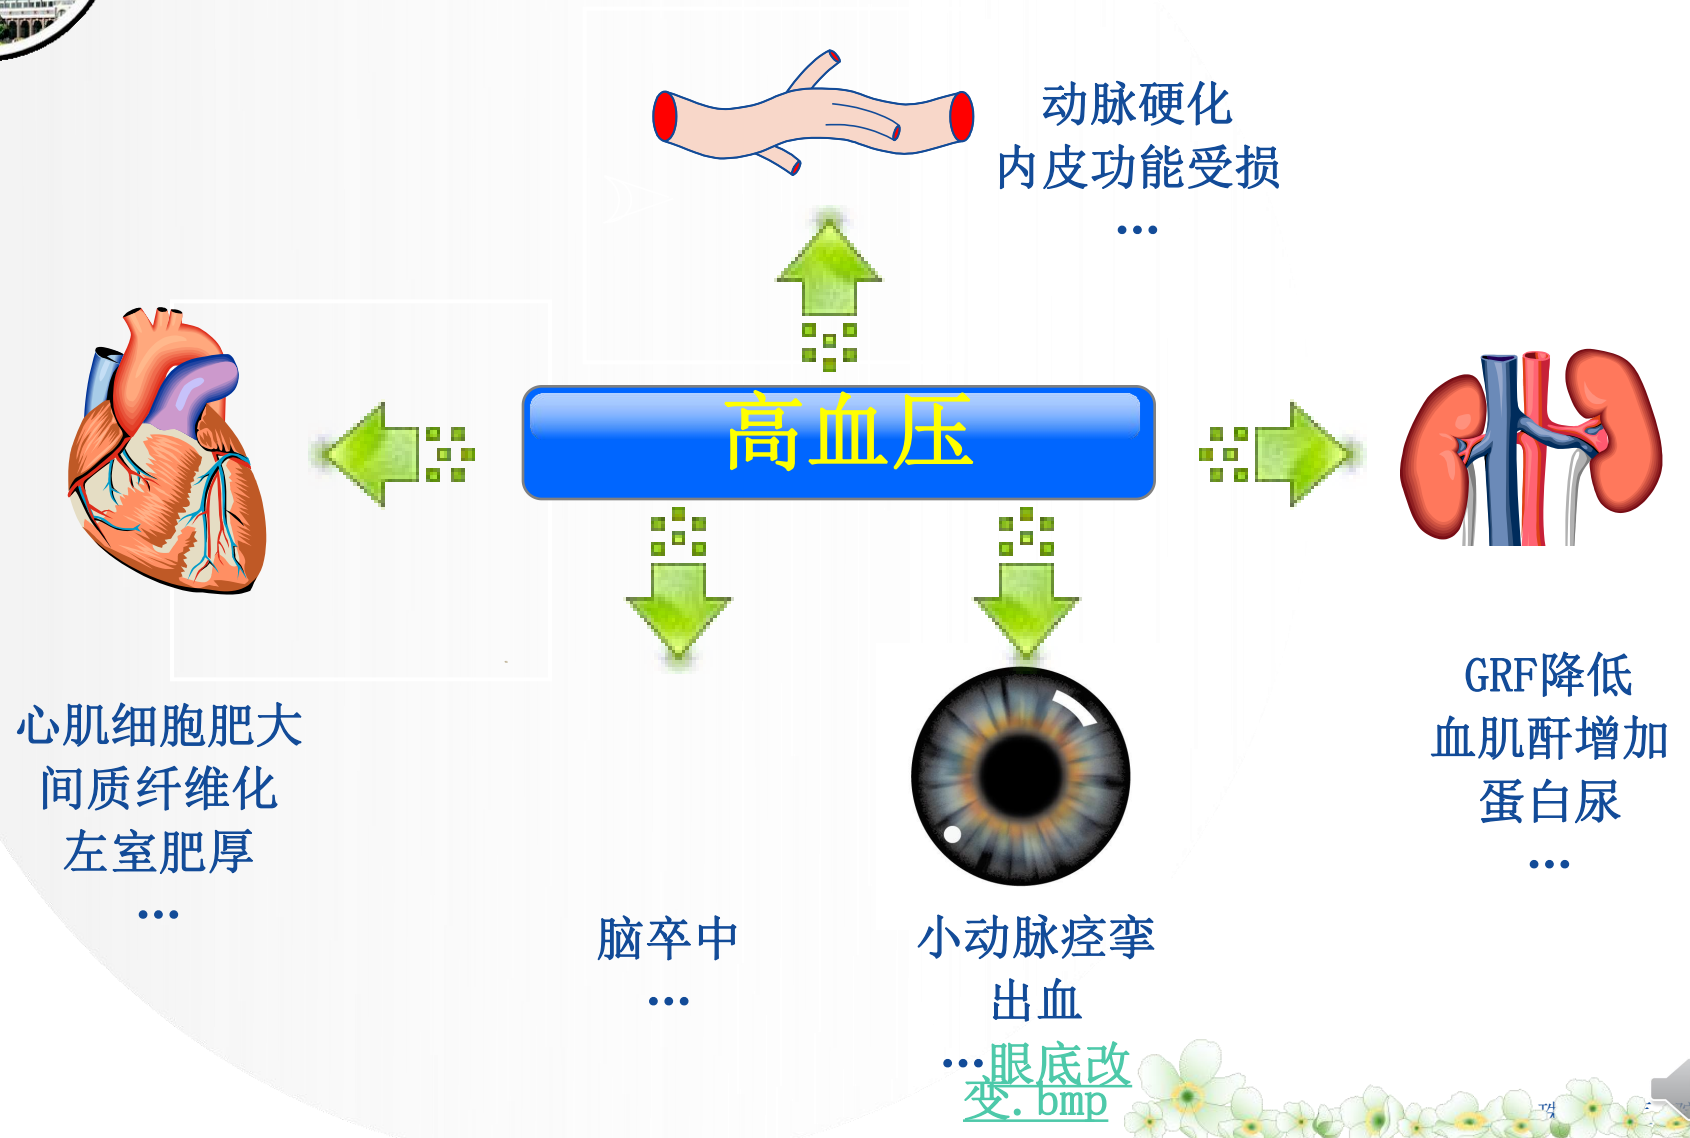 动脉硬化
内皮功能受损
…
高血压
心肌细胞肥大
间质纤维化
左室肥厚
…
脑卒中
…
小动脉痉挛
出血
…眼底改
变.bmp
GRF降低
血肌酐增加
蛋白尿
…